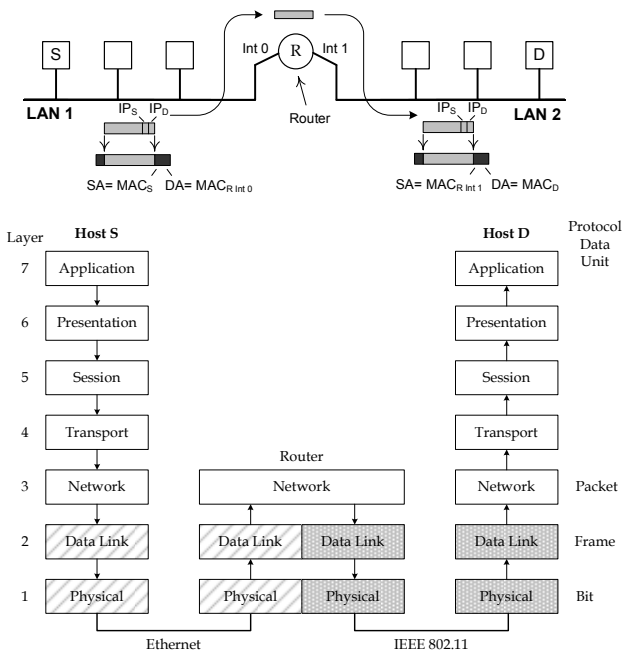 S
Int 0
R
Int 1
D
LAN 1
IPS IPD
Router
IPS IPD
LAN 2
SA= MACS DA= MACR Int 0
SA= MACR Int 1 DA= MACD
Layer
Host S
Host D
Protocol
Data
Unit
7
Application
Application
6
Presentation
Presentation
5
Session
Session
4
Transport
Transport
Router
3
Network
Network
Network
Packet
2
Data Link
Data Link
Data Link
Data Link
Frame
1
Physical
Physical
Physical
Physical
Bit
Ethernet
IEEE 802.11